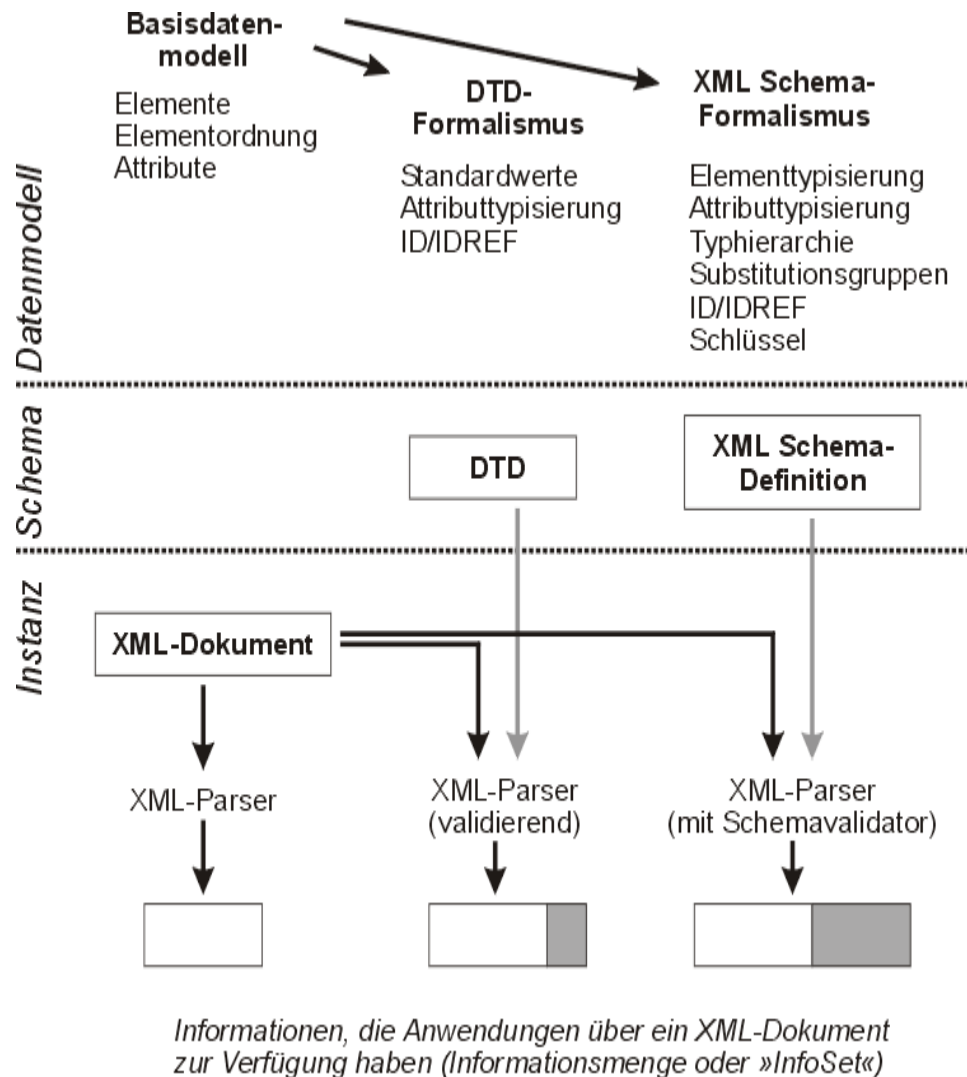 Datenmodell
Basisdaten-
modell
Elemente
Elementordnung
Attribute
DTD-
Formalismus
Standardwerte
Attributtypisierung
ID/IDREF
XML Schema-
Formalismus
Elementtypisierung
Attributtypisierung
Typhierarchie
Substitutionsgruppen
ID/IDREF
Schlüssel
Schema
DTD
XML Schema-
Definition
Instanz
XML-Dokument
XML-Parser
XML-Parser
(validierend)
XML-Parser
(mit Schemavalidator)
Informationen, die Anwendungen über ein XML-Dokument
zur Verfügung haben (Informationsmenge oder »InfoSet«)